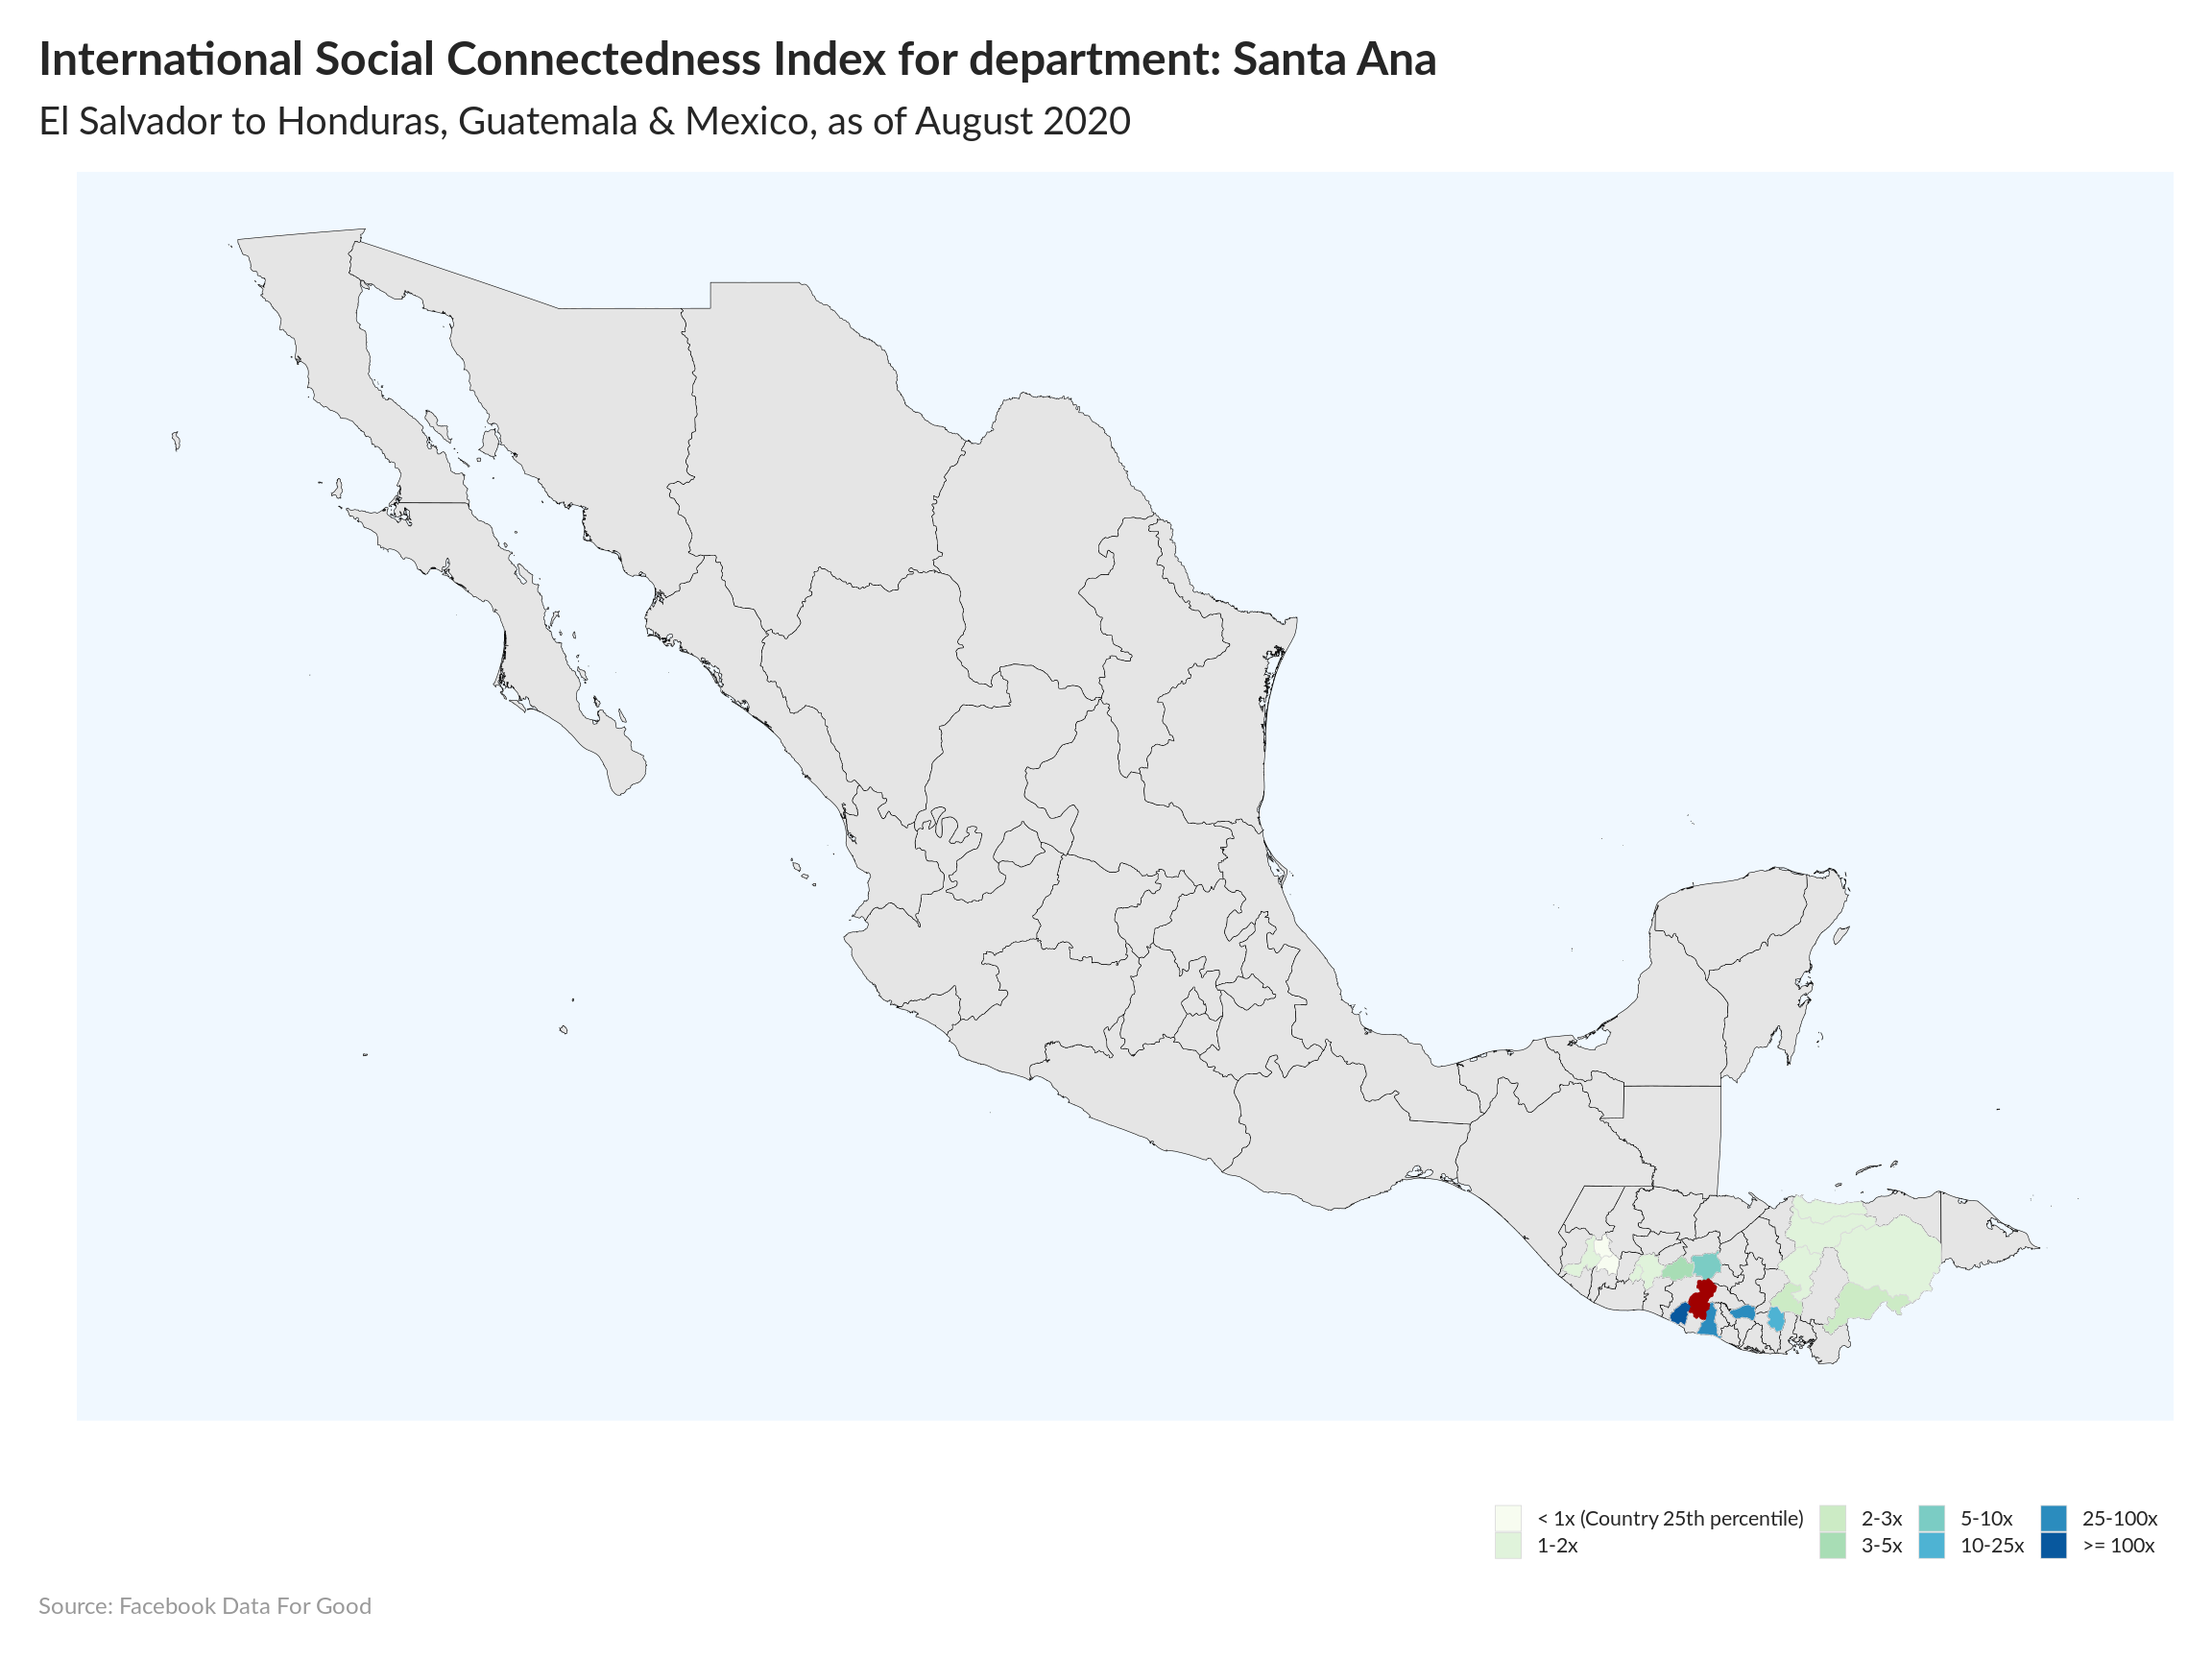 International Social Connectedness Index for department: Santa Ana
El Salvador to Honduras, Guatemala & Mexico, as of August 2020
< 1x (Country 25th percentile)
1-2x
2-3x
3-5x
5-10x
10-25x
25-100x
>= 100x
Source: Facebook Data For Good